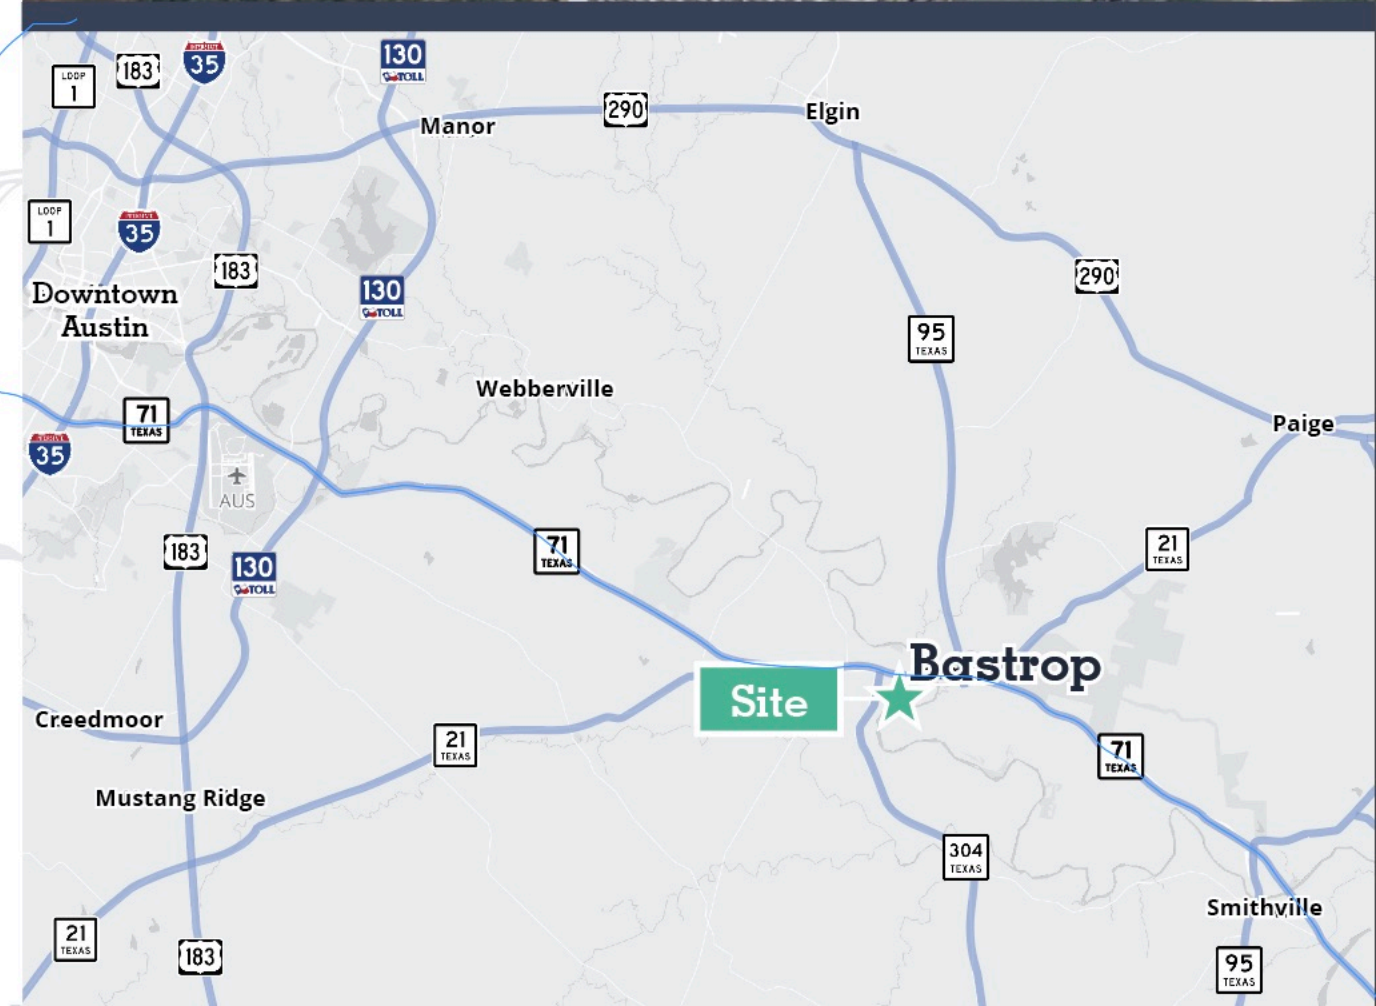 LOOP
1
183
35
130
TOLL
290
Elgin
Manor
LOOP
1
35
183
130
TOLL
290
Downtown
Austin
95
TEXAS
Webberville
71
TEXAS
Paige
35
AUS
183
130
TOLL
71
TEXAS
21
TEXAS
Bastrop
Site
Creedmoor
21
TEXAS
71
TEXAS
Mustang Ridge
304
TEXAS
Smithville
21
TEXAS
183
95
TEXAS